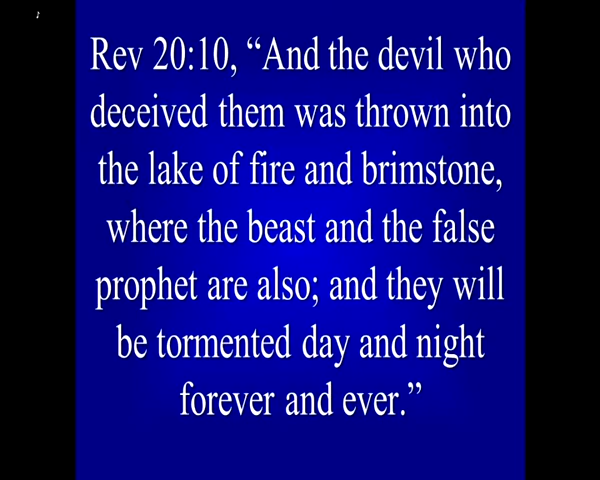 Rev 20:10, “And the devil who
deceived them was thrown into
the lake of fire and brimstone,
where the beast and the false
prophet are also; and they will
be tormented day and night
forever and ever.”